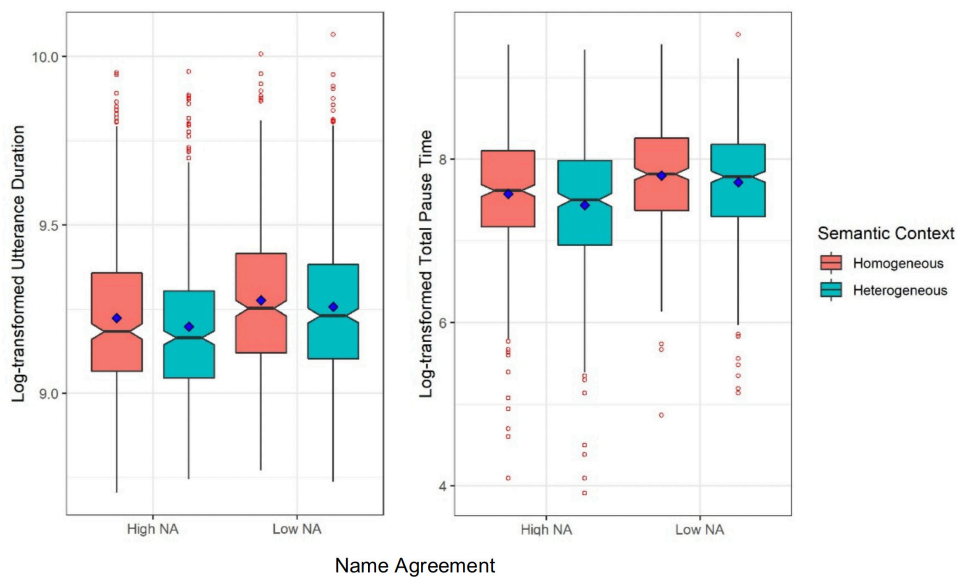 Log-transformed Utterance Duration
10.0
9.5
9.0
High NA
Low NA
Log-transformed Total Pause Time
8
6
4
High NA
Low NA
Name Agreement
Semantic Context
Homogeneous
Heterogeneous